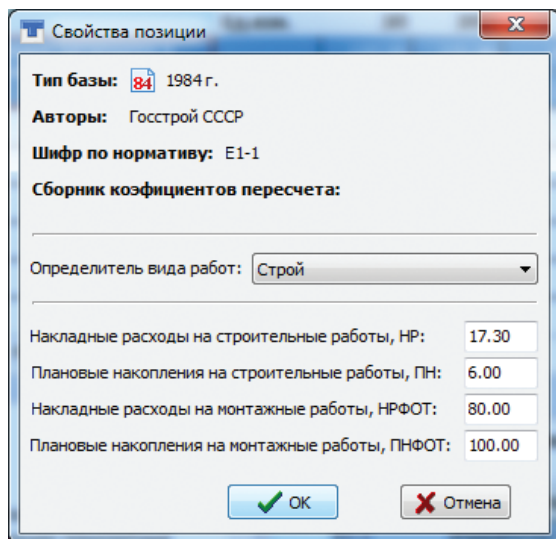 Свойства позиции
Тип базы: 84 1984 г.
Авторы: Госстрой СССР
Шифр по нормативу: Е1-1
Сборник коэфициентов пересчета:
Определитель вида работ: Строй
Накладные расходы на строительные работы, НР: 17.30
Плановые накопления на строительные работы, ПН: 6.00
Накладные расходы на монтажные работы, НРФОТ: 80.00
Плановые накопления на монтажные работы, ПНФОТ: 100.00
ОК Отмена